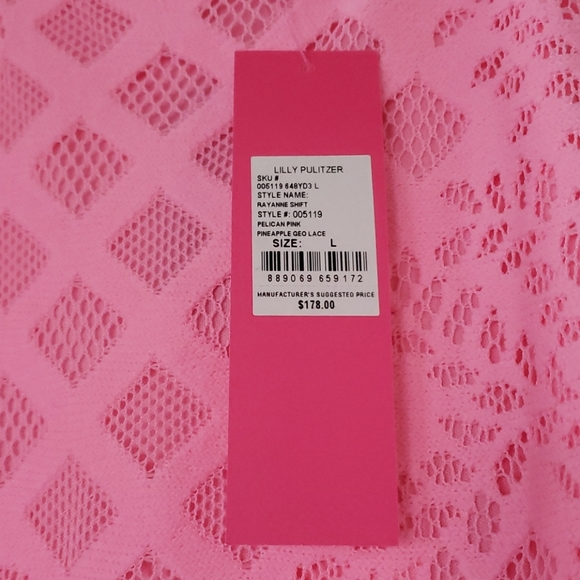 LILLY PULITZER
SKU #
005119 648YD3 L
STYLE NAME:
RAYANNE SHIFT
STYLE #: 005119
PELICAN PINK
PINEAPPLE GEO LACE
SIZE: L
889069 659172
MANUFACTURER'S SUGGESTED PRICE
$178.00